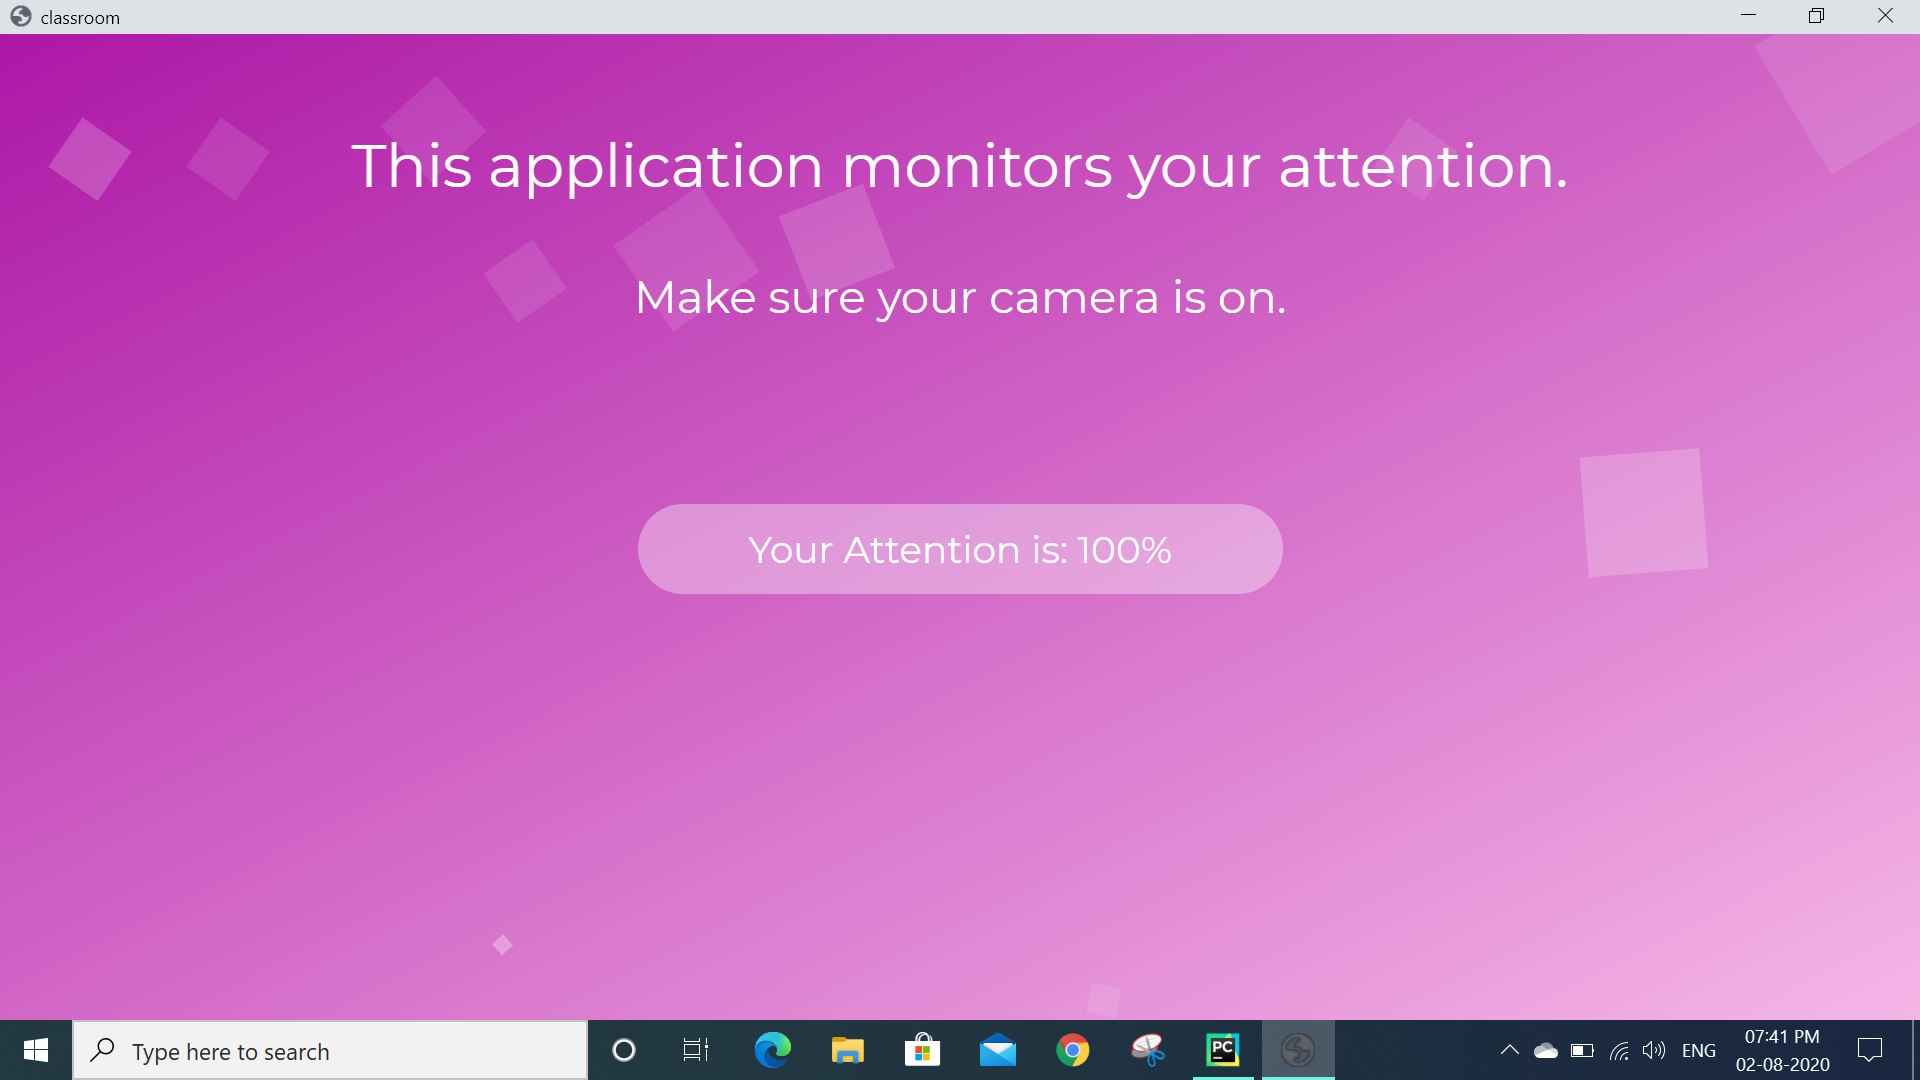 classroom
This application monitors your attention.
Make sure your camera is on.
Your Attention is: 100%
Type here to search
PC
ENG
07:41 PM
02-08-2020